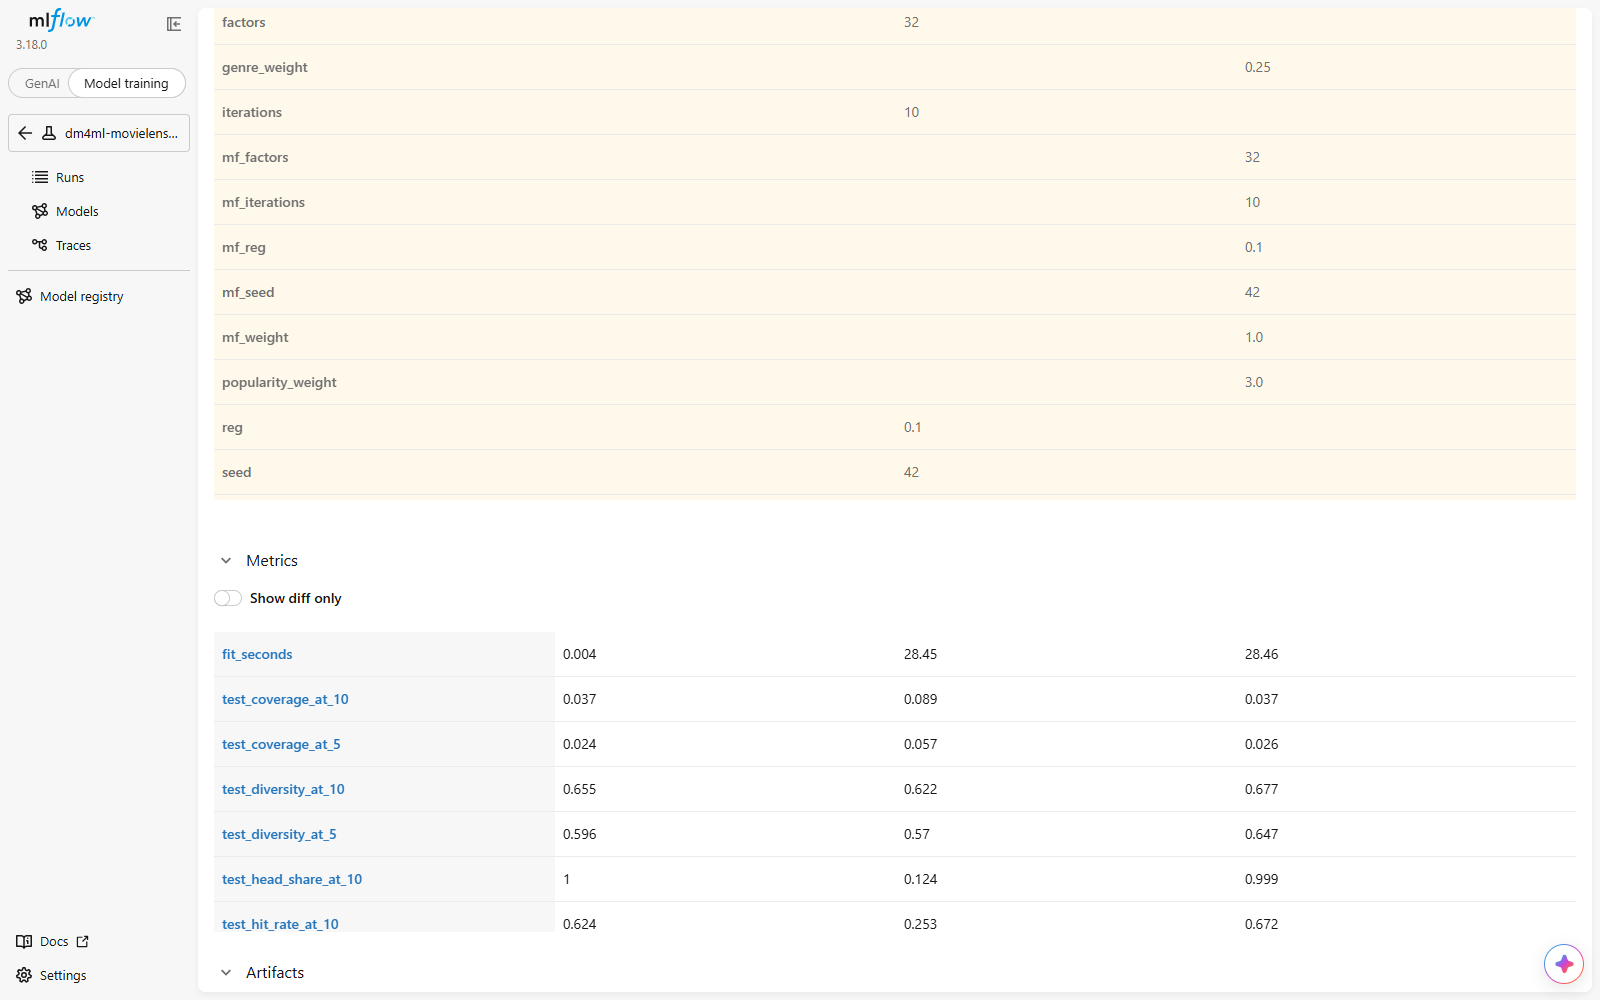 mlflow
3.18.0
GenAI Model training
dm4ml-movielens...
Runs
Models
Traces
Model registry
Docs
Settings
factors 32
genre_weight 0.25
iterations 10
mf_factors 32
mf_iterations 10
mf_reg 0.1
mf_seed 42
mf_weight 1.0
popularity_weight 3.0
reg 0.1
seed 42
Metrics
Show diff only
fit_seconds 0.004 28.45 28.46
test_coverage_at_10 0.037 0.089 0.037
test_coverage_at_5 0.024 0.057 0.026
test_diversity_at_10 0.655 0.622 0.677
test_diversity_at_5 0.596 0.57 0.647
test_head_share_at_10 1 0.124 0.999
test_hit_rate_at_10 0.624 0.253 0.672
Artifacts